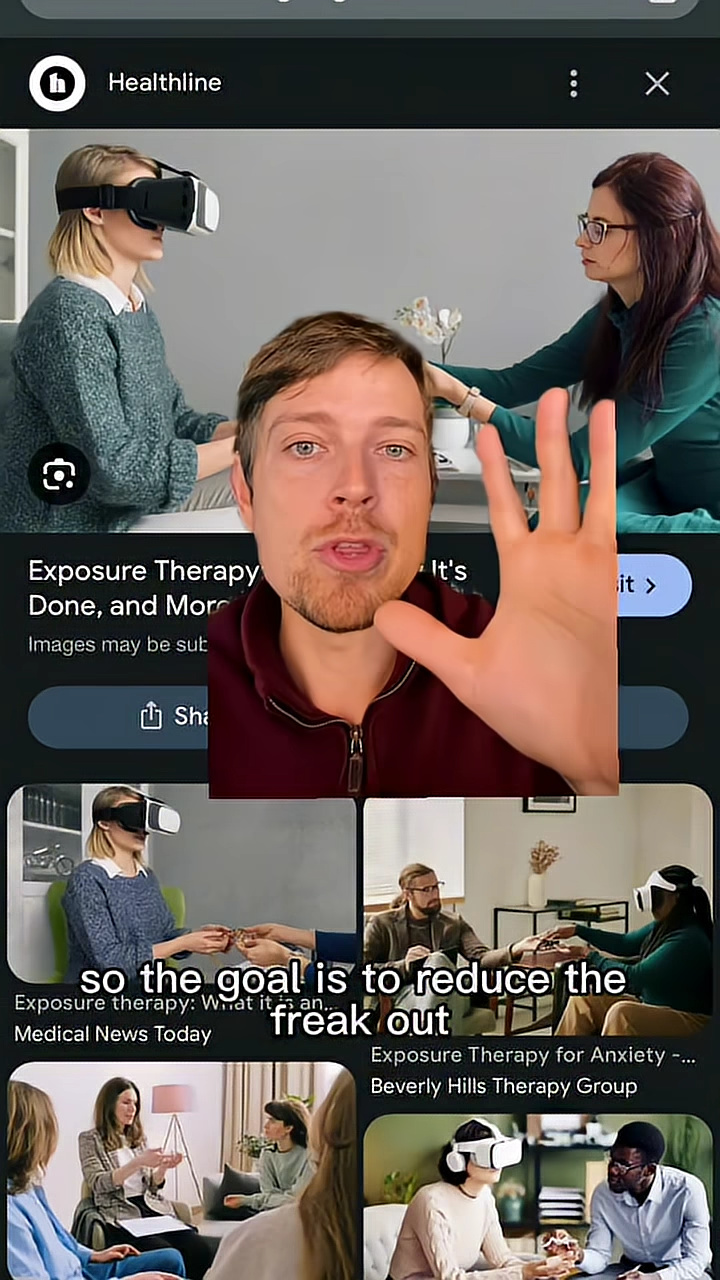 Healthline
Exposure Therapy It's
Done, and More
Images may be sub
it >
Sha
so the goal is to reduce the
freak out
Exposure therapy: What it is an...
Medical News Today
Exposure Therapy for Anxiety -...
Beverly Hills Therapy Group